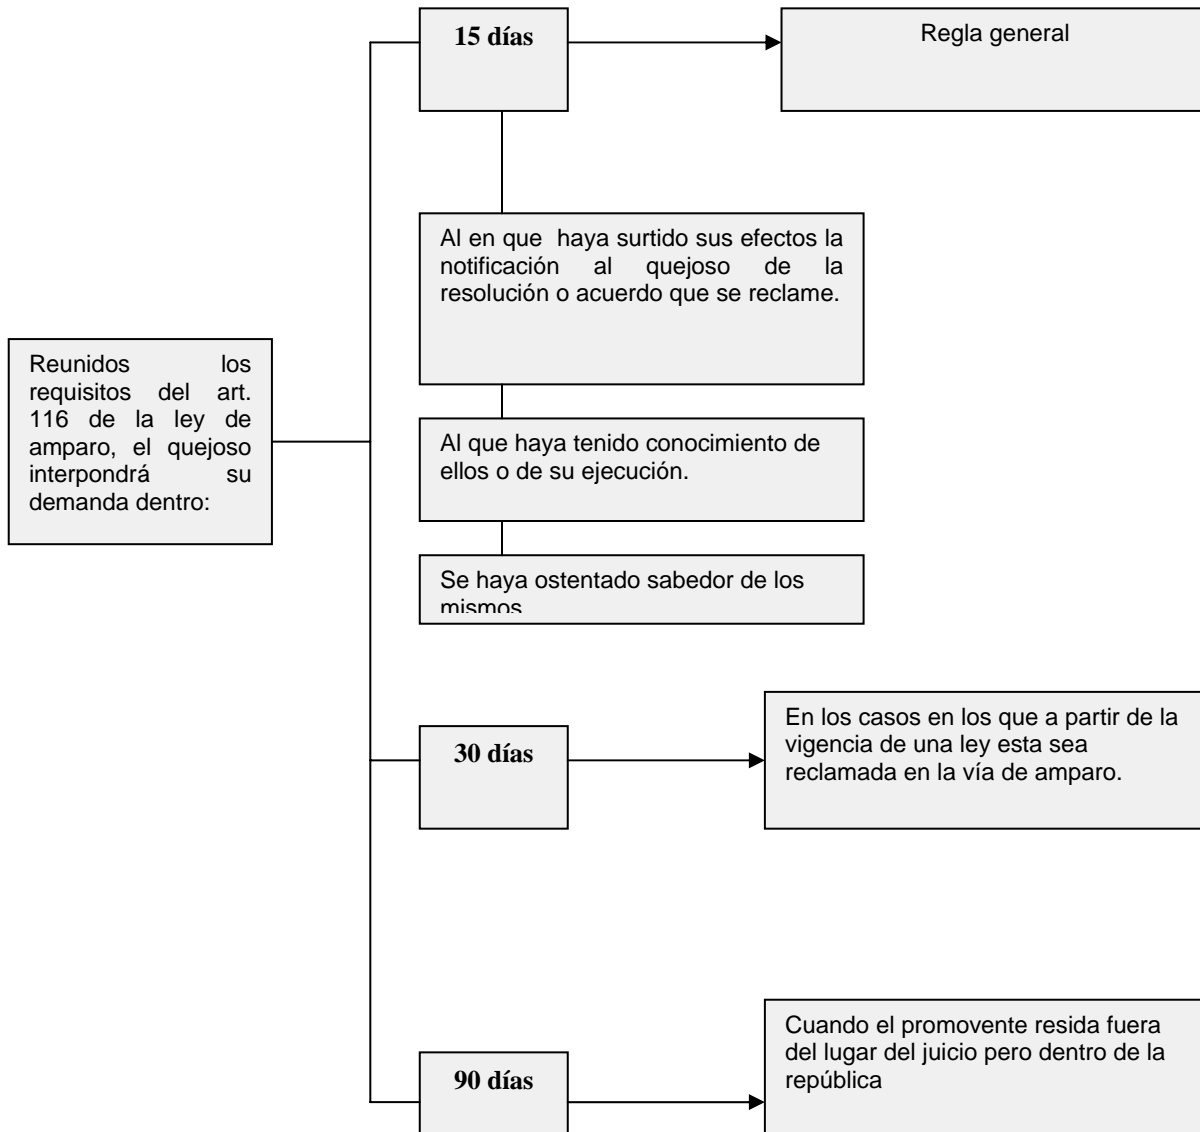 15 días
Regla general
Al en que haya surtido sus efectos la
notificación al quejoso de la
resolución o acuerdo que se reclame.
Reunidos los
requisitos del art.
116 de la ley de
amparo, el quejoso
interpondrá su
demanda dentro:
Al que haya tenido conocimiento de
ellos o de su ejecución.
Se haya ostentado sabedor de los
mismos
30 días
En los casos en los que a partir de la
vigencia de una ley esta sea
reclamada en la vía de amparo.
90 días
Cuando el promovente resida fuera
del lugar del juicio pero dentro de la
república